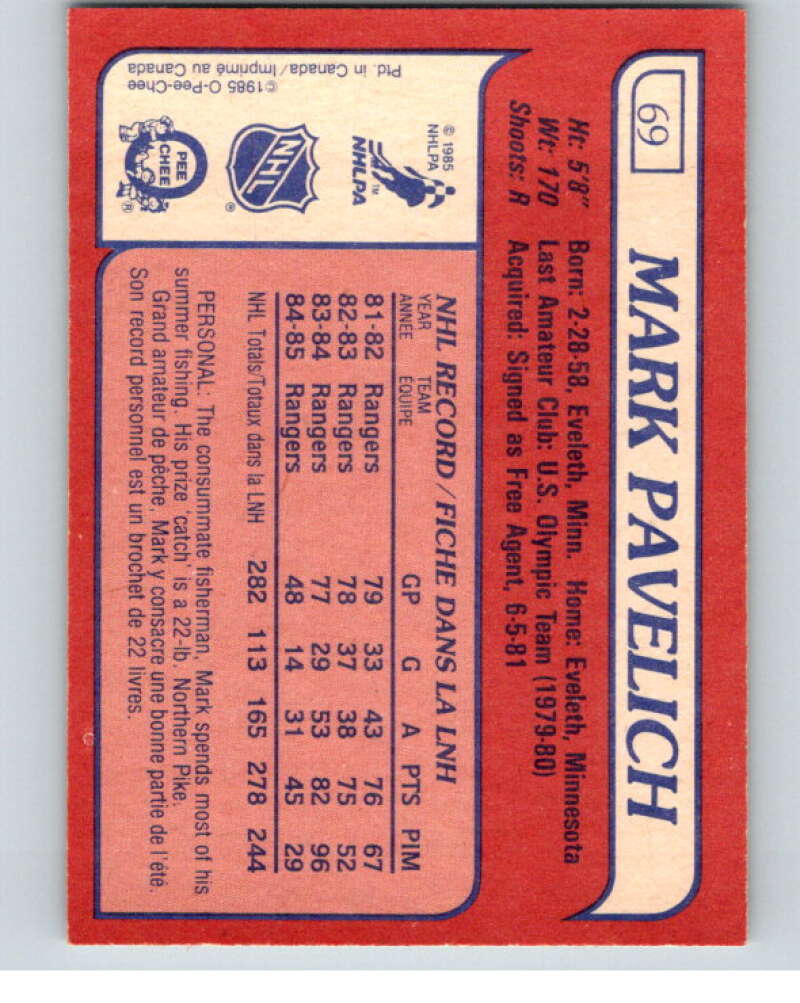 69
MARK PAVELICH
Ht: 5'8" Born: 2-28-58, Eveleth, Minn. Home: Eveleth, Minnesota
Wt: 170 Last Amateur Club: U.S. Olympic Team (1979-80)
Shoots: R Acquired: Signed as Free Agent, 6-5-81
© 1985
NHLPA
NHLPA
TM
NHL
®
PEE
CHEE
®
©1985 O-Pee-Chee
Ptd. in Canada/Imprimé au Canada
NHL RECORD/FICHE DANS LA LNH
YEAR TEAM
ANNÉE ÉQUIPE GP G A PTS PIM
81-82 Rangers 79 33 43 76 67
82-83 Rangers 78 37 38 75 52
83-84 Rangers 77 29 53 82 96
84-85 Rangers 48 14 31 45 29
NHL Totals/Totaux dans la LNH 282 113 165 278 244
PERSONAL: The consummate fisherman, Mark spends most of his
summer fishing. His prize 'catch' is a 22-lb. Northern Pike.
Grand amateur de pêche, Mark y consacre une bonne partie de l'été.
Son record personnel est un brochet de 22 livres.